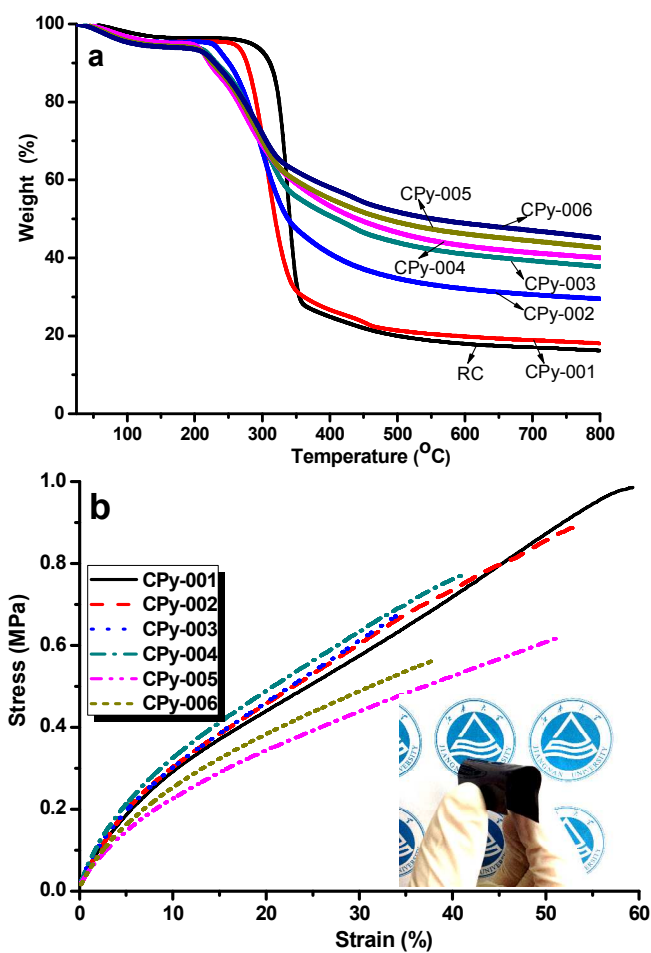 a
100
80
60
40
20
0
Weight (%)
CPy-005
CPy-006
CPy-004
CPy-003
CPy-002
RC
CPy-001
100 200 300 400 500 600 700 800
Temperature (°C)
b
1.0
0.8
0.6
0.4
0.2
0.0
Stress (MPa)
CPy-001
CPy-002
CPy-003
CPy-004
CPy-005
CPy-006
JIANGNAN UNIVERSITY
UNIVERSITY
0 10 20 30 40 50 60
Strain (%)